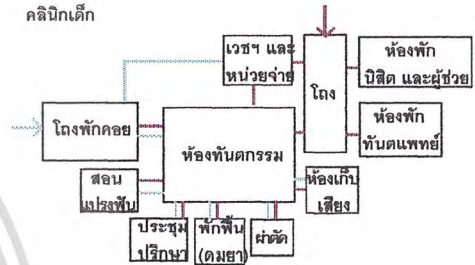 คลินิกเด็ก
เวชฯ และ
หน่วยจ่าย
โถง
ห้องพัก
นิสิต และผู้ช่วย
โถงพักคอย
ห้องทันตกรรม
ห้องพัก
ทันตแพทย์
สอน
แปรงฟัน
ห้องเก็บ
เสียง
ประชุม
ปรึกษา
พักฟื้น
(ดมยา)
ผ่าตัด